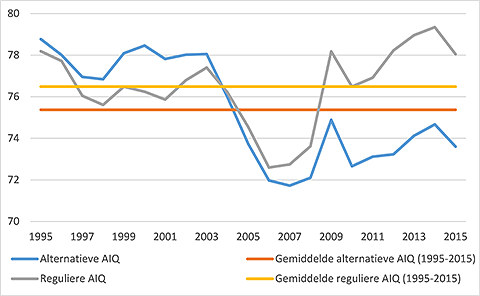 80
78
76
74
72
70
1995 1997 1999 2001 2003 2005 2007 2009 2011 2013 2015
Alternatieve AIQ Gemiddelde alternatieve AIQ (1995-2015)
Reguliere AIQ Gemiddelde reguliere AIQ (1995-2015)